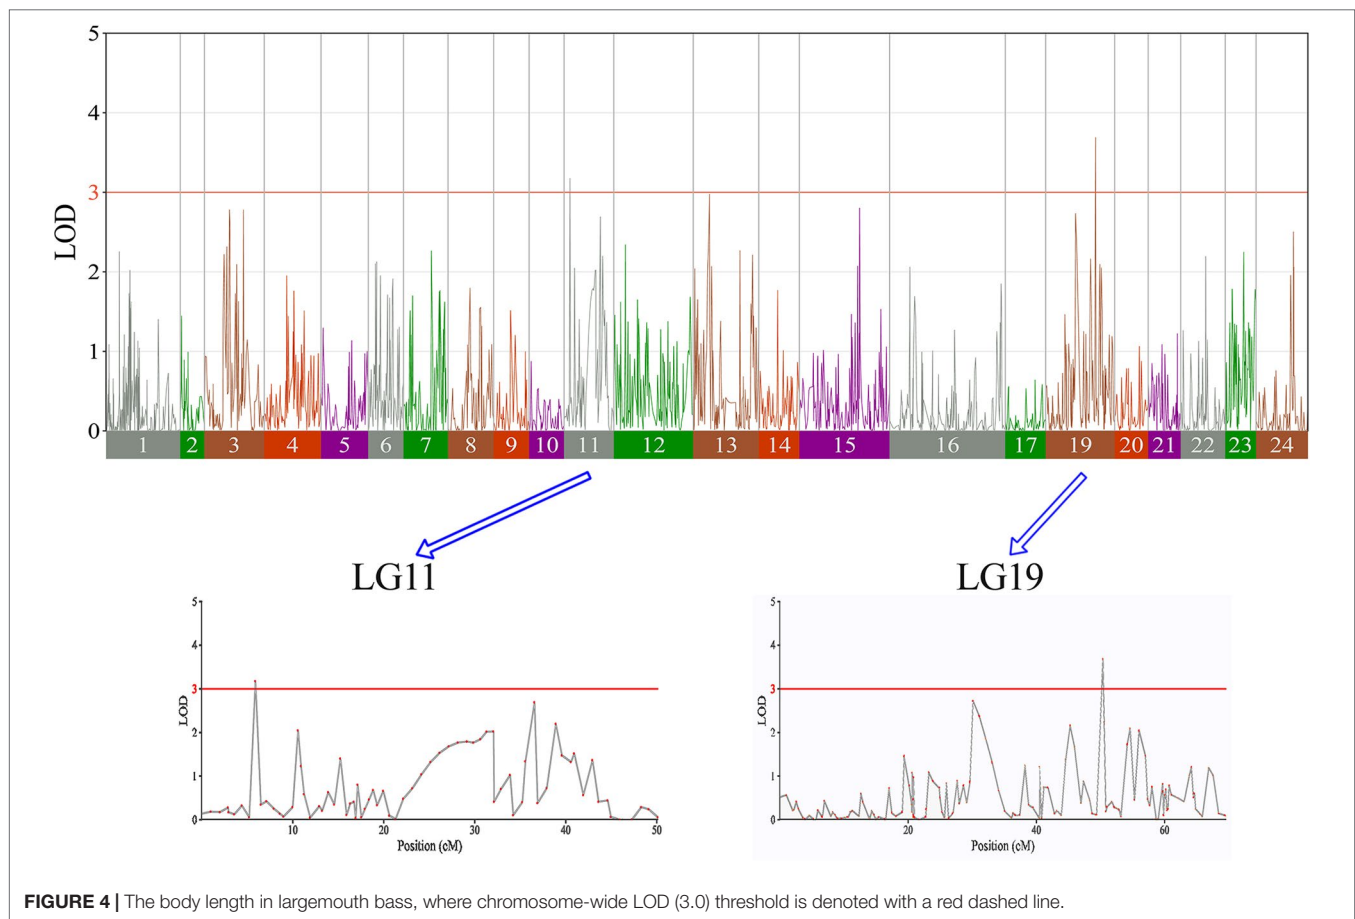 5
4
3
2
1
0
LOD
1 2 3 4 5 6 7 8 9 10 11 12 13 14 15 16 17 19 20 21 22 23 24
LG11
5
4
3
2
1
0
LOD
10 20 30 40 50
Position (cM)
LG19
5
4
3
2
1
0
LOD
20 40 60
Position (cM)
FIGURE 4 | The body length in largemouth bass, where chromosome-wide LOD (3.0) threshold is denoted with a red dashed line.